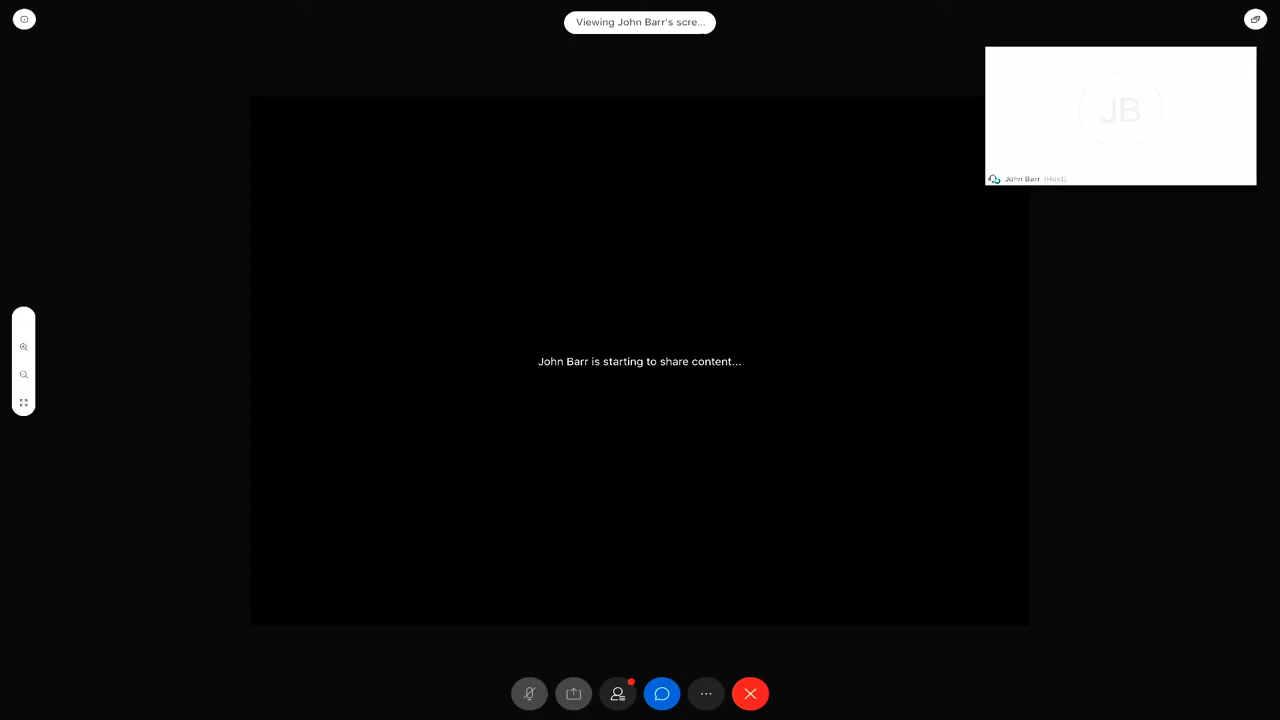 Viewing John Barr's scre...
JB
John Barr (Host)
John Barr is starting to share content...